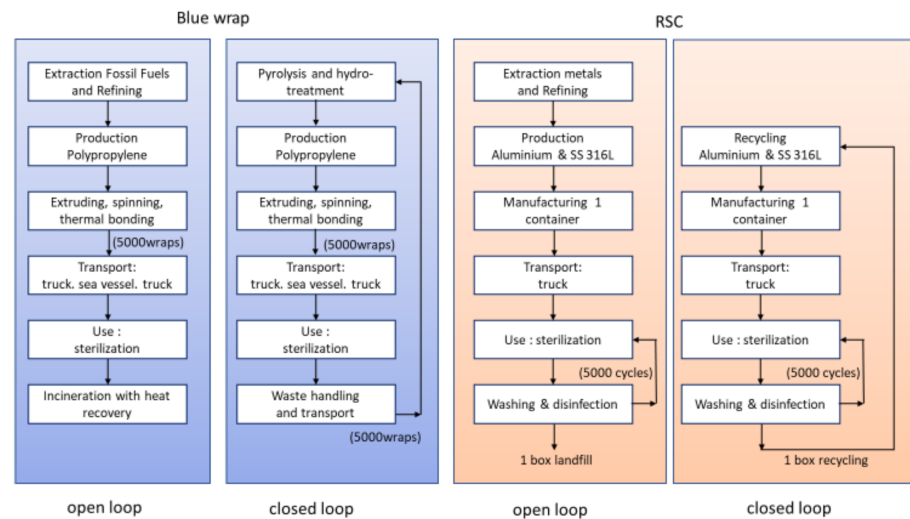 Blue wrap
RSC
Extraction Fossil Fuels
and Refining
Production
Polypropylene
Extruding, spinning,
thermal bonding
(5000wraps)
Transport:
truck. sea vessel. truck
Use :
sterilization
Incineration with heat
recovery
open loop
Pyrolysis and hydro-
treatment
Production
Polypropylene
Extruding, spinning,
thermal bonding
(5000wraps)
Transport:
truck. sea vessel. truck
Use :
sterilization
Waste handling
and transport
(5000wraps)
closed loop
Extraction metals
and Refining
Production
Aluminium & SS 316L
Manufacturing 1
container
Transport:
truck
Use : sterilization
(5000 cycles)
Washing & disinfection
1 box landfill
open loop
Recycling
Aluminium & SS 316L
Manufacturing 1
container
Transport:
truck
Use : sterilization
(5000 cycles)
Washing & disinfection
1 box recycling
closed loop